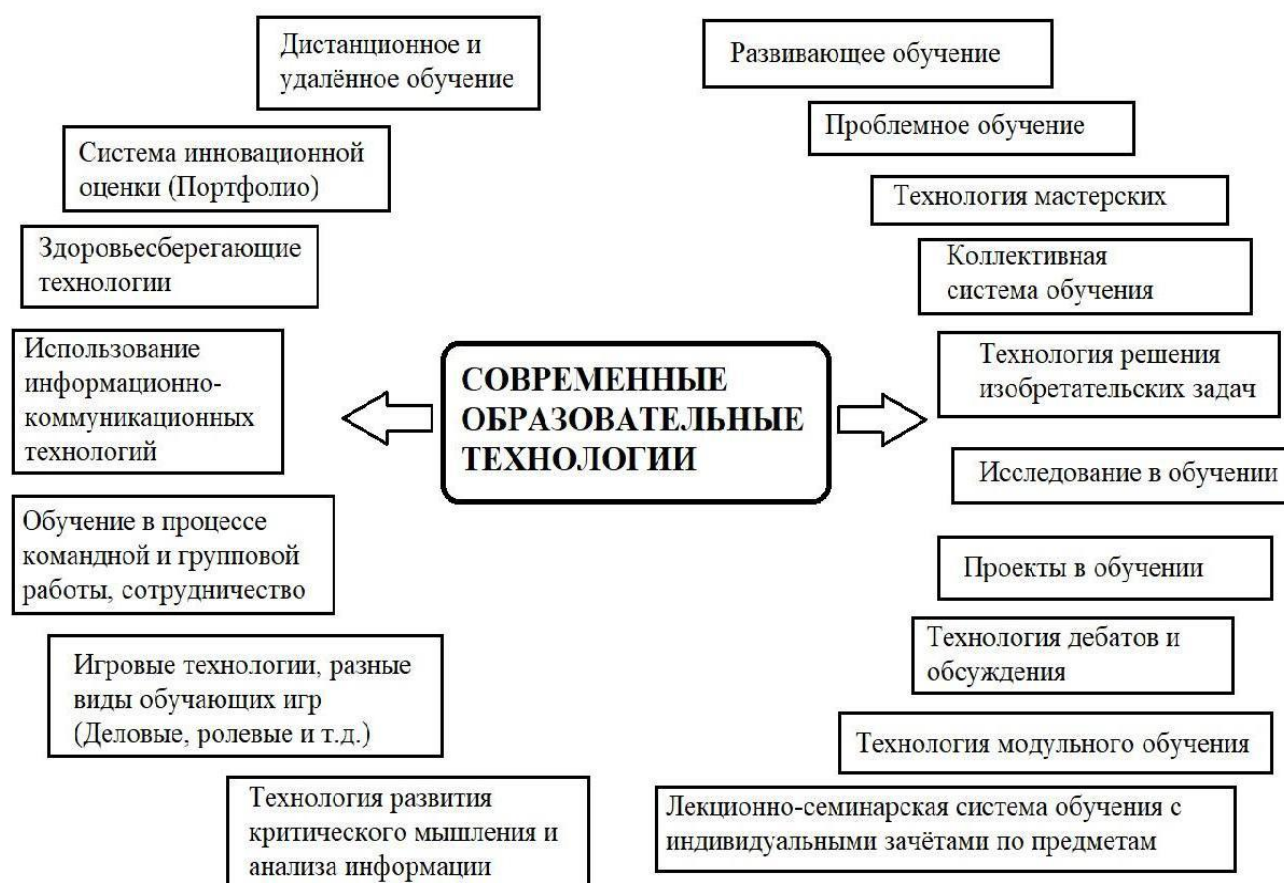 Дистанционное и
удалённое обучение
Система инновационной
оценки (Портфолио)
Здоровьесберегающие
технологии
Использование
информационно-
коммуникационных
технологий
Обучение в процессе
командной и групповой
работы, сотрудничество
Игровые технологии, разные
виды обучающих игр
(Деловые, ролевые и т.д.)
Технология развития
критического мышления и
анализа информации
СОВРЕМЕННЫЕ
ОБРАЗОВАТЕЛЬНЫЕ
ТЕХНОЛОГИИ
Развивающее обучение
Проблемное обучение
Технология мастерских
Коллективная
система обучения
Технология решения
изобретательских задач
Исследование в обучении
Проекты в обучении
Технология дебатов и
обсуждения
Технология модульного обучения
Лекционно-семинарская система обучения с
индивидуальными зачётами по предметам